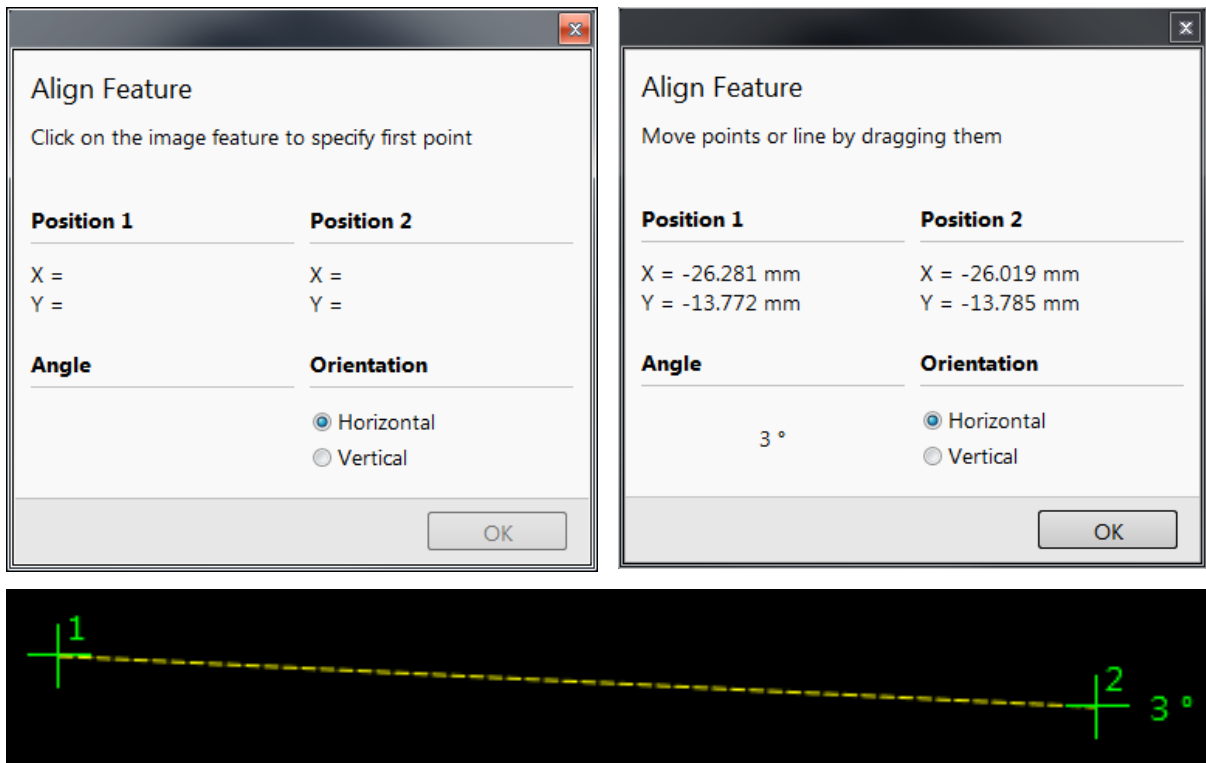 Align Feature
Click on the image feature to specify first point
Position 1 Position 2
X = X =
Y = Y =
Angle Orientation
Horizontal
Vertical
OK
Align Feature
Move points or line by dragging them
Position 1 Position 2
X = -26.281 mm X = -26.019 mm
Y = -13.772 mm Y = -13.785 mm
Angle Orientation
Horizontal
3 °
Vertical
OK
1
2
3 °